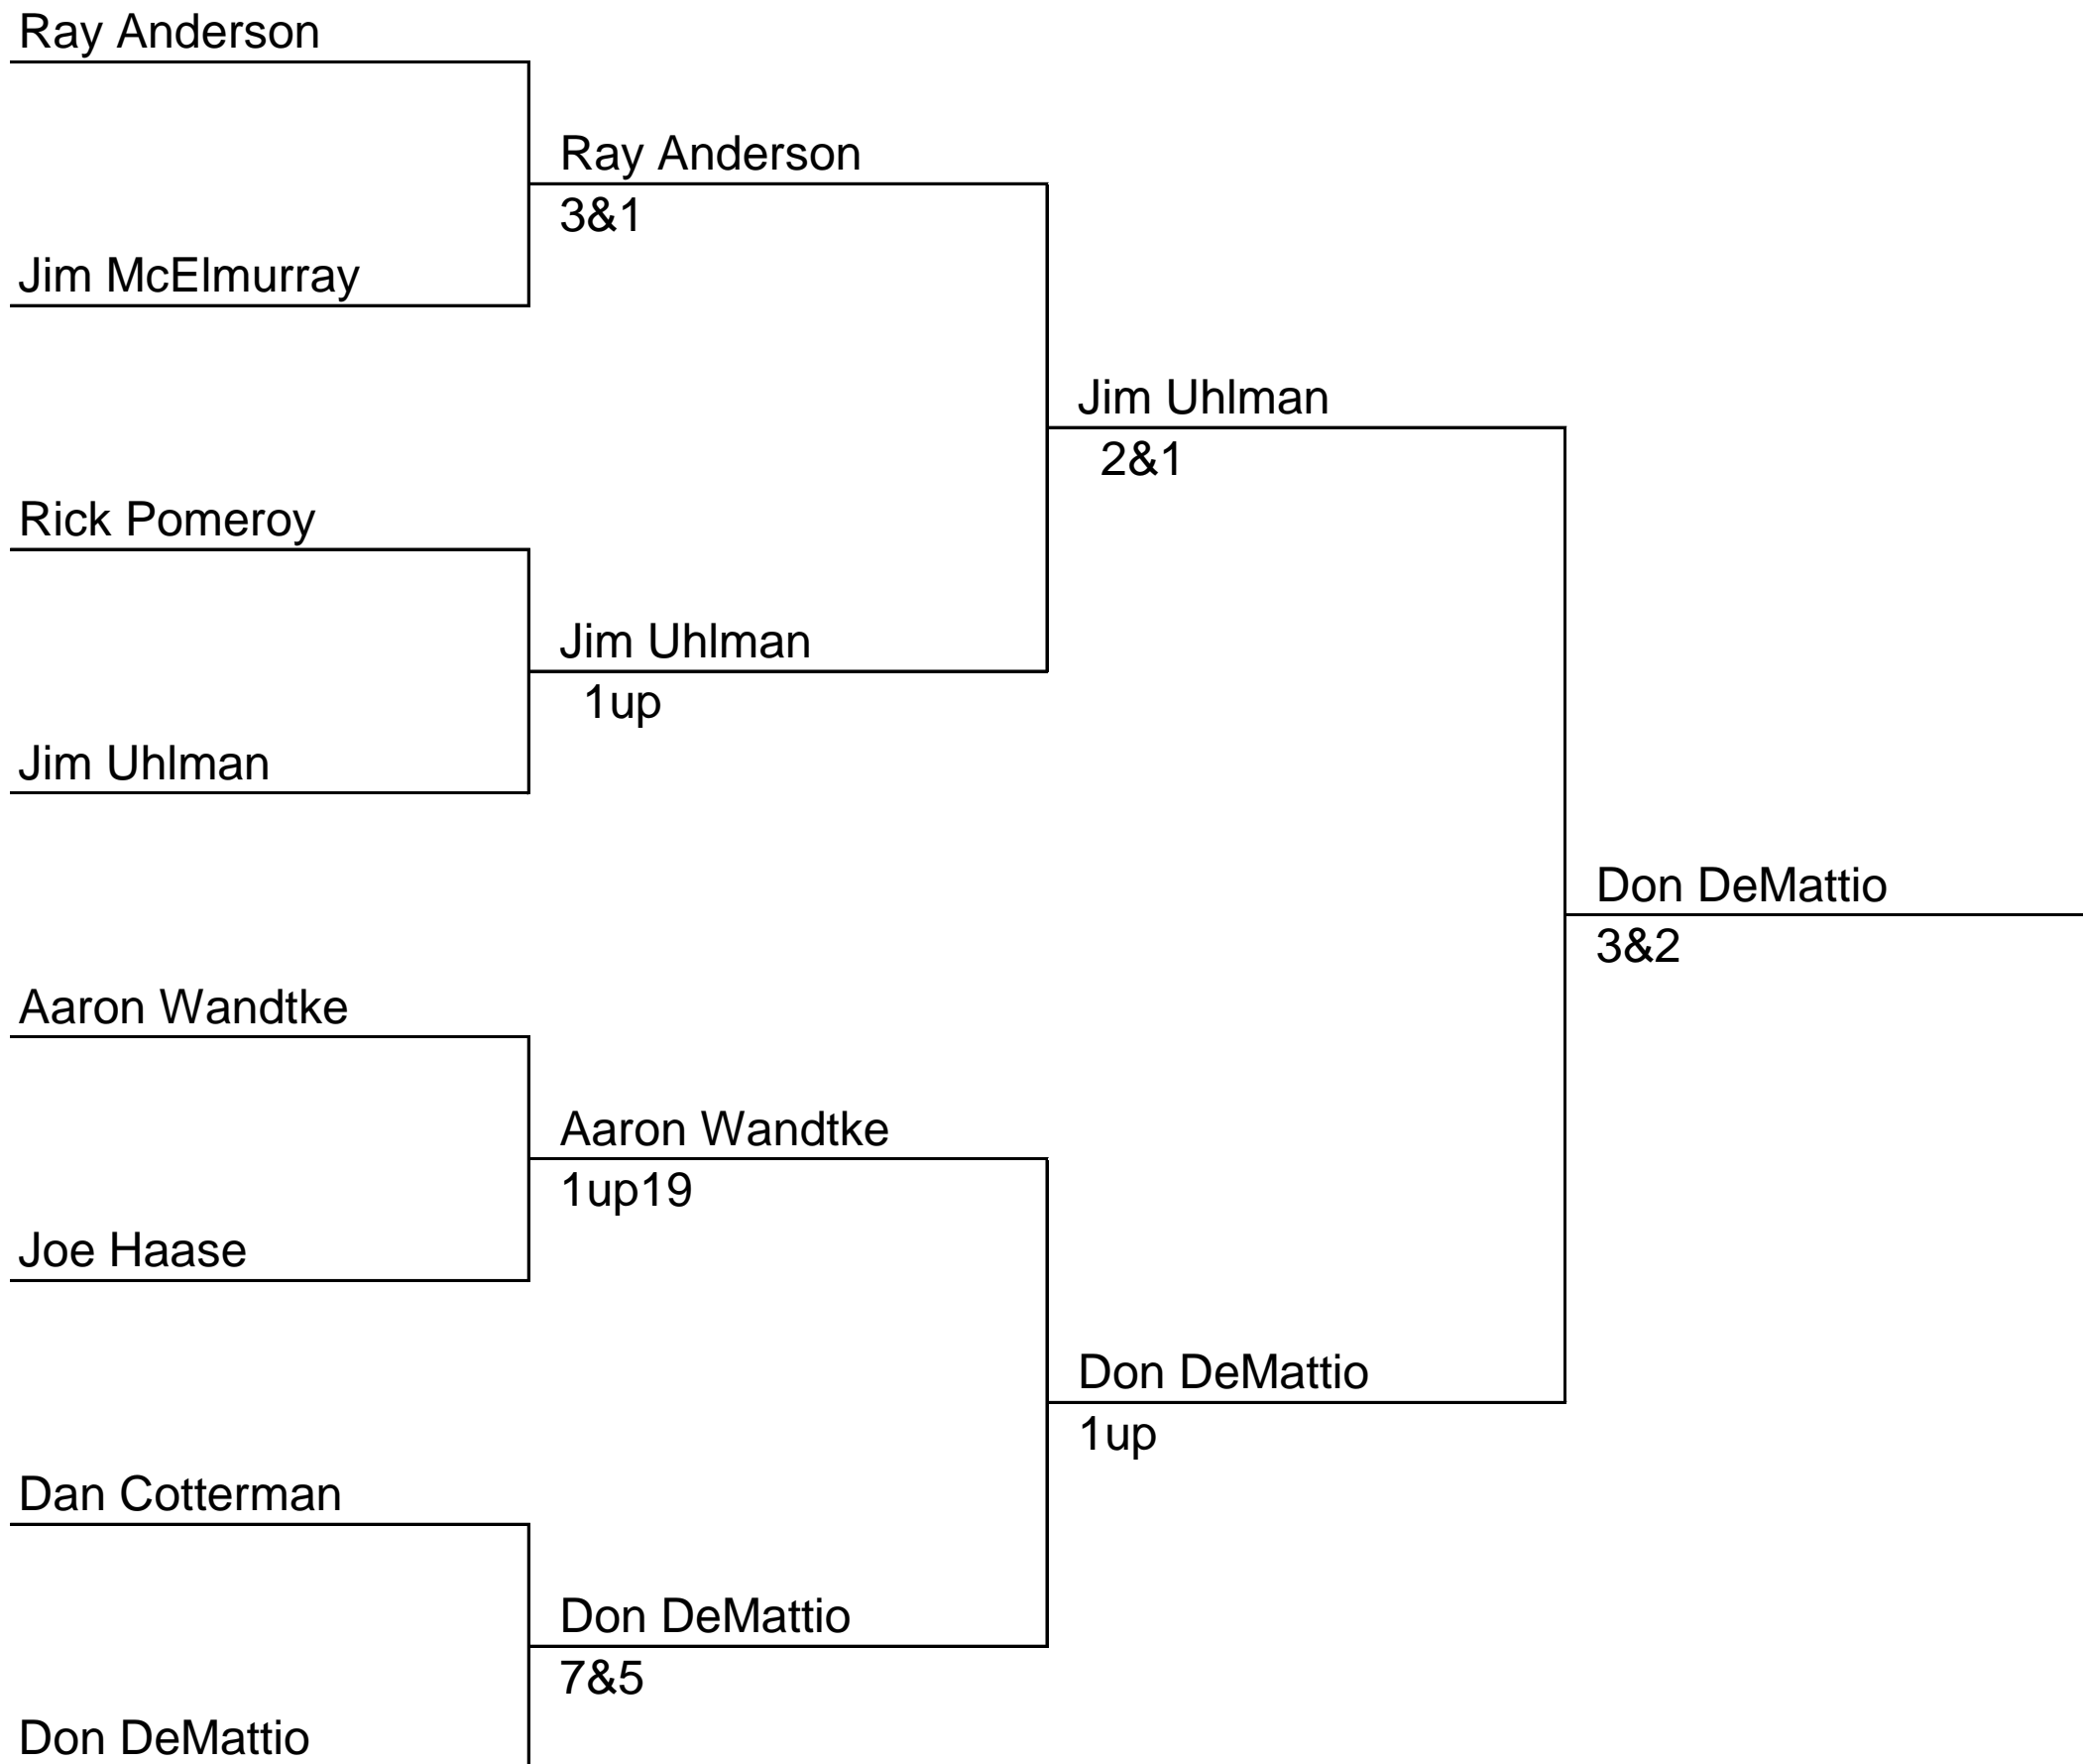 Ray Anderson
Ray Anderson
3&1
Jim McElmurray
Jim Uhlman
2&1
Rick Pomeroy
Jim Uhlman
1up
Jim Uhlman
Don DeMattio
3&2
Aaron Wandtke
Aaron Wandtke
1up19
Joe Haase
Don DeMattio
1up
Dan Cotterman
Don DeMattio
7&5
Don DeMattio